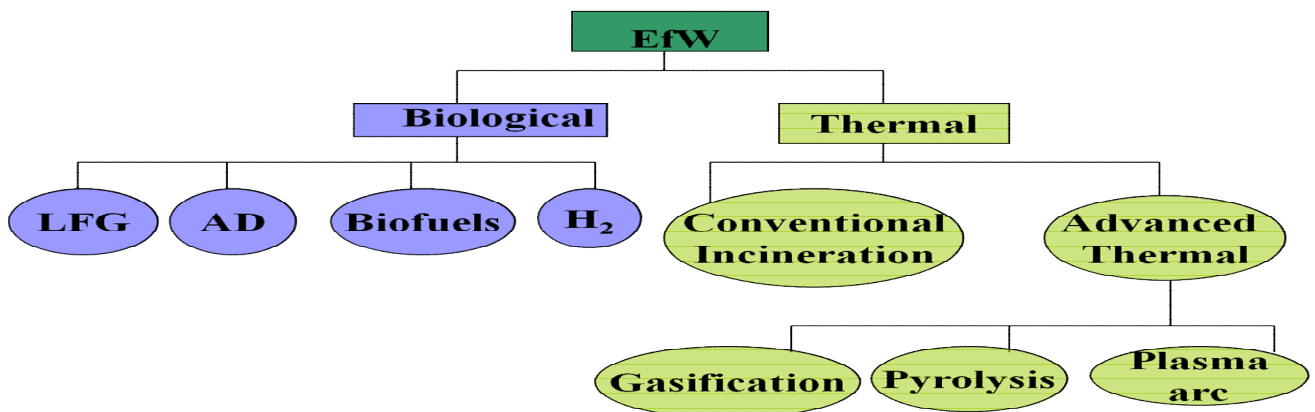 EfW
Biological
Thermal
LFG
AD
Biofuels
H₂
Conventional
Incineration
Advanced
Thermal
Gasification
Pyrolysis
Plasma
arc